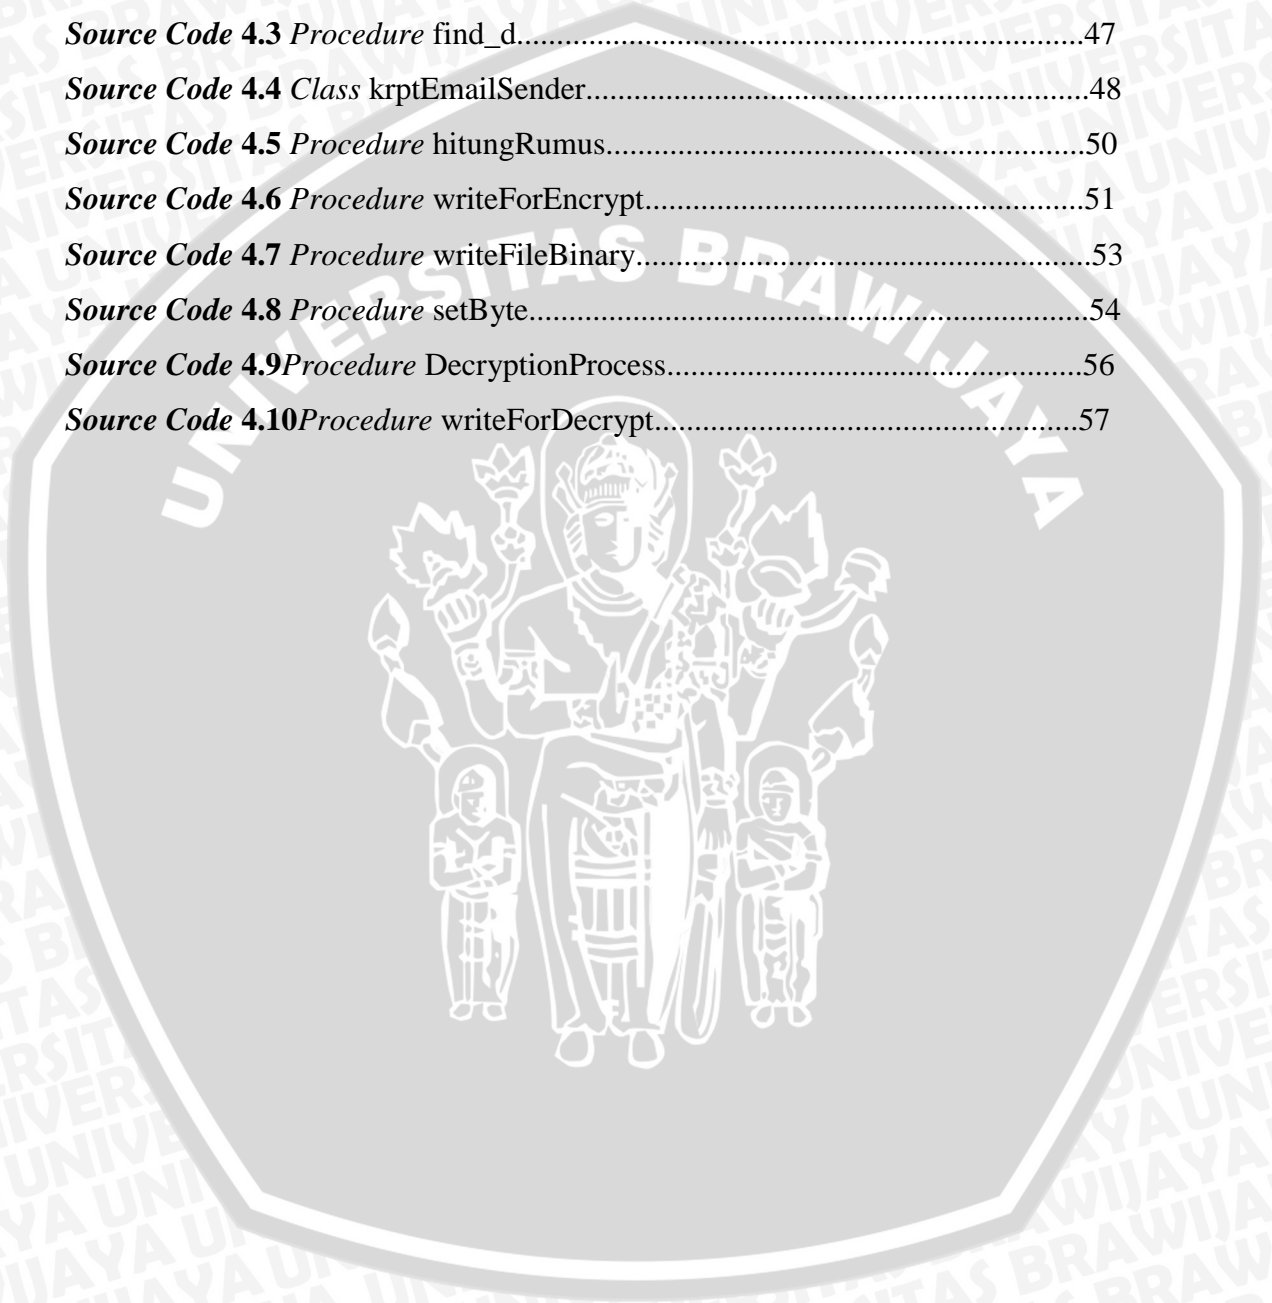 Source Code 4.3 Procedure find_d.......................................................................47
Source Code 4.4 Class krptEmailSender...............................................................48
Source Code 4.5 Procedure hitungRumus............................................................50
Source Code 4.6 Procedure writeForEncrypt.......................................................51
Source Code 4.7 Procedure writeFileBinary.........................................................53
Source Code 4.8 Procedure setByte......................................................................54
Source Code 4.9Procedure DecryptionProcess....................................................56
Source Code 4.10Procedure writeForDecrypt.....................................................57
UNIVERSITAS BRAWIJAYA